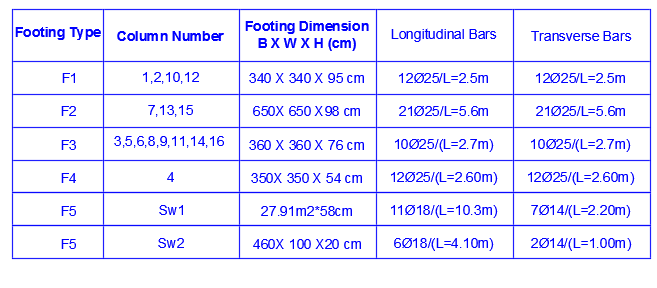 Footing Type Column Number Footing Dimension B X W X H (cm) Longitudinal Bars Transverse Bars
F1 1,2,10,12 340 X 340 X 95 cm 12Ø25/L=2.5m 12Ø25/L=2.5m
F2 7,13,15 650X 650 X98 cm 21Ø25/L=5.6m 21Ø25/L=5.6m
F3 3,5,6,8,9,11,14,16 360 X 360 X 76 cm 10Ø25/(L=2.7m) 10Ø25/(L=2.7m)
F4 4 350X 350 X 54 cm 12Ø25/(L=2.60m) 12Ø25/(L=2.60m)
F5 Sw1 27.91m2*58cm 11Ø18/(L=10.3m) 7Ø14/(L=2.20m)
F5 Sw2 460X 100 X20 cm 6Ø18/(L=4.10m) 2Ø14/(L=1.00m)